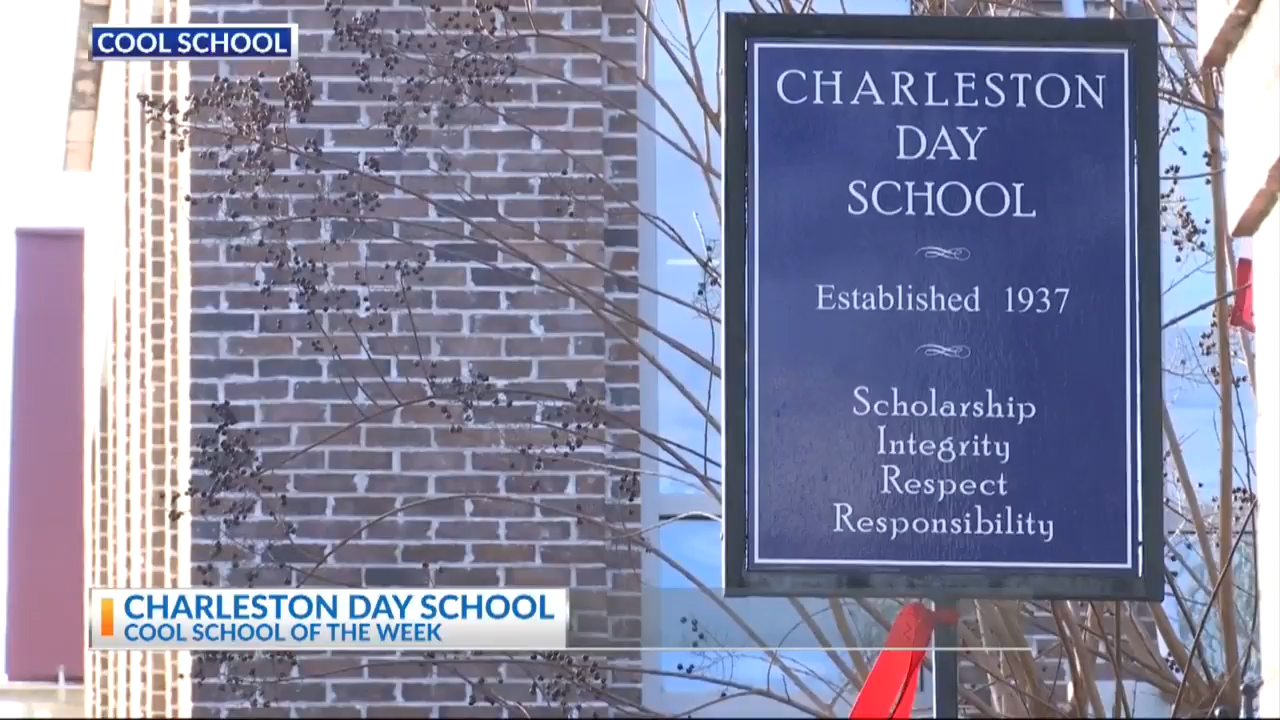 COOL SCHOOL
CHARLESTON
DAY
SCHOOL
Established 1937
Scholarship
Integrity
Respect
Responsibility
CHARLESTON DAY SCHOOL
COOL SCHOOL OF THE WEEK